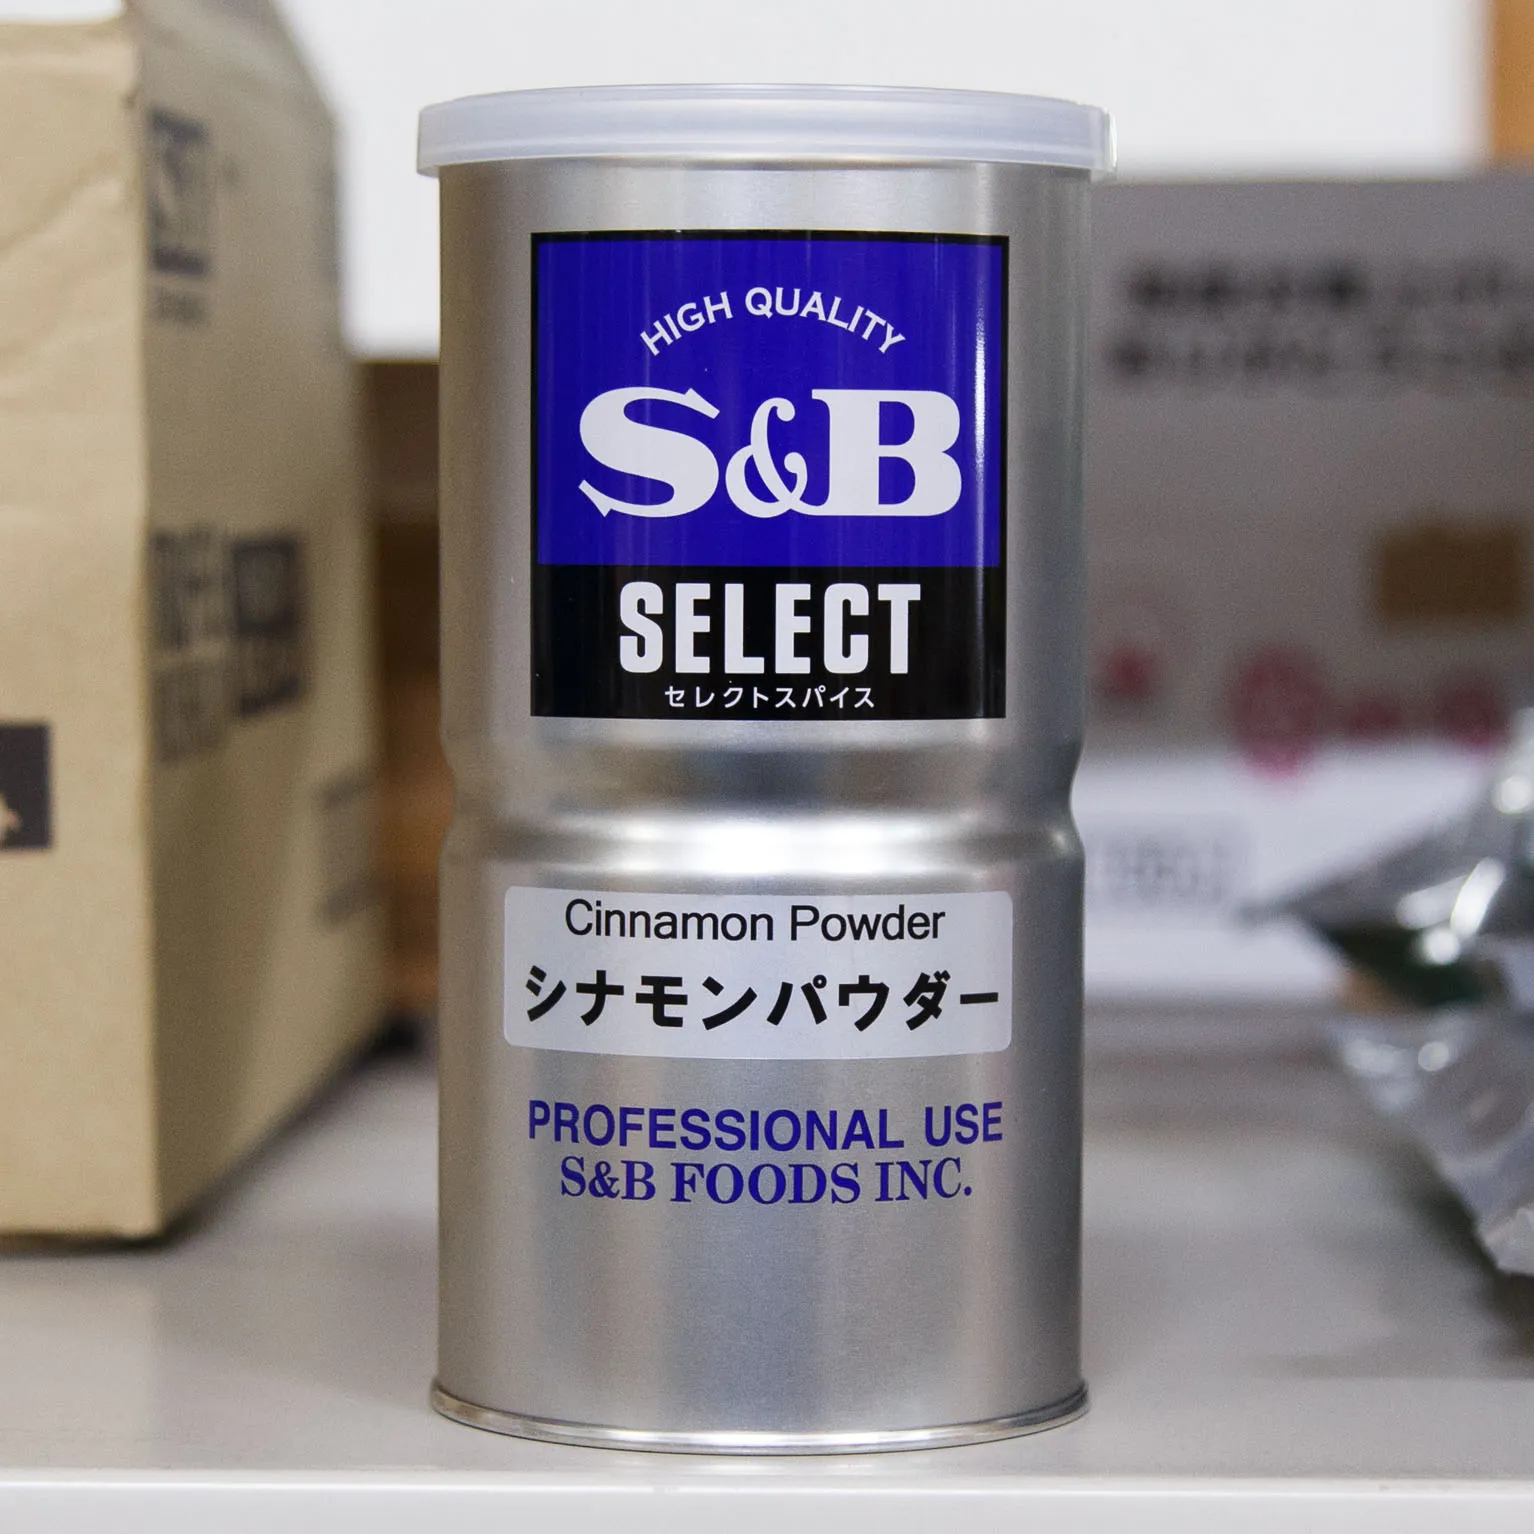 HIGH QUALITY
S&B
SELECT
セレクトスパイス
Cinnamon Powder
シナモンパウダー
PROFESSIONAL USE
S&B FOODS INC.